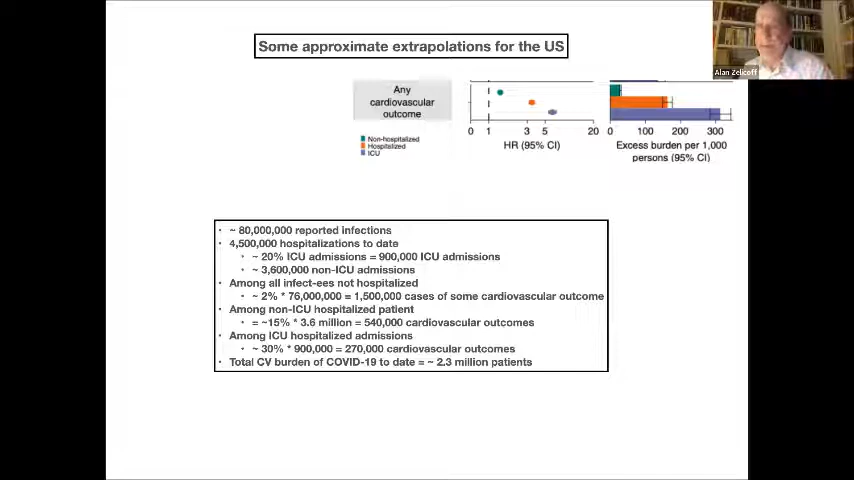 Some approximate extrapolations for the US
Alan Zelicoff
Any
cardiovascular
outcome
Non-hospitalized
Hospitalized
ICU
0 1 3 5 20
HR (95% CI)
0 100 200 300
Excess burden per 1,000
persons (95% CI)
• ~ 80,000,000 reported infections
• 4,500,000 hospitalizations to date
• ~ 20% ICU admissions = 900,000 ICU admissions
• ~ 3,600,000 non-ICU admissions
• Among all infect-ees not hospitalized
• ~ 2% * 76,000,000 = 1,500,000 cases of some cardiovascular outcome
• Among non-ICU hospitalized patient
• = ~15% * 3.6 million = 540,000 cardiovascular outcomes
• Among ICU hospitalized admissions
• ~ 30% * 900,000 = 270,000 cardiovascular outcomes
• Total CV burden of COVID-19 to date = ~ 2.3 million patients